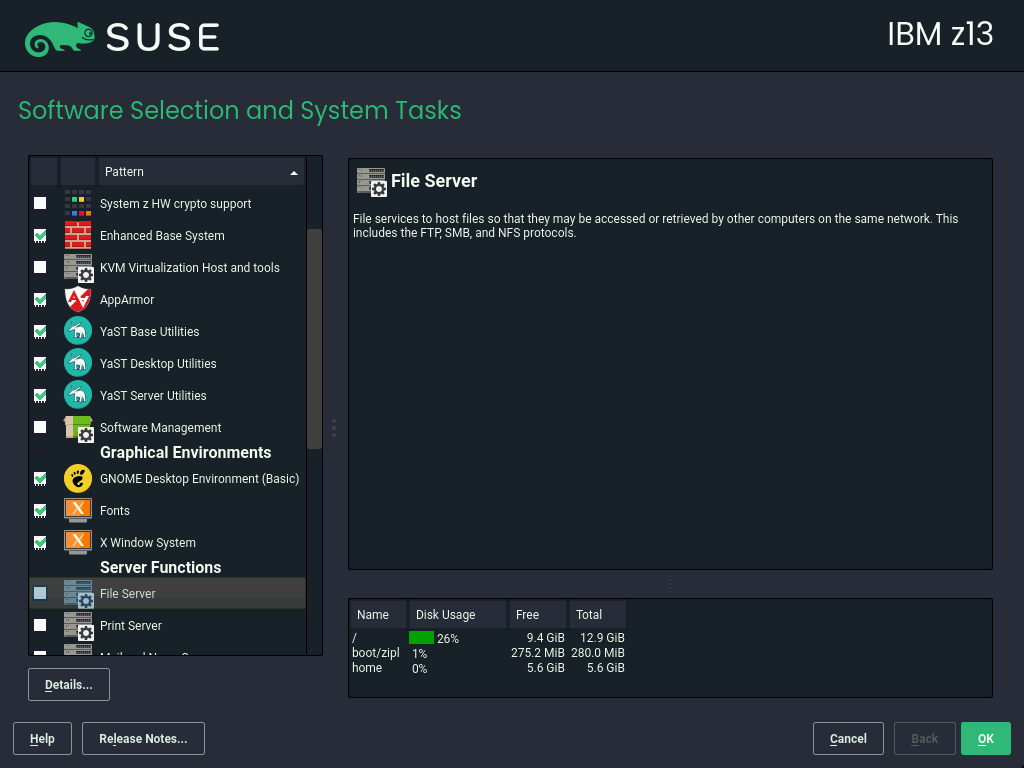 SUSE
IBM z13
Software Selection and System Tasks
Pattern
System z HW crypto support
Enhanced Base System
KVM Virtualization Host and tools
AppArmor
YaST Base Utilities
YaST Desktop Utilities
YaST Server Utilities
Software Management
Graphical Environments
GNOME Desktop Environment (Basic)
Fonts
X Window System
Server Functions
File Server
Print Server
File Server
File services to host files so that they may be accessed or retrieved by other computers on the same network. This
includes the FTP, SMB, and NFS protocols.
Name Disk Usage Free Total
/ 26% 9.4 GiB 12.9 GiB
boot/zipl 1% 275.2 MiB 280.0 MiB
home 0% 5.6 GiB 5.6 GiB
Details...
Help Release Notes... Cancel Back OK